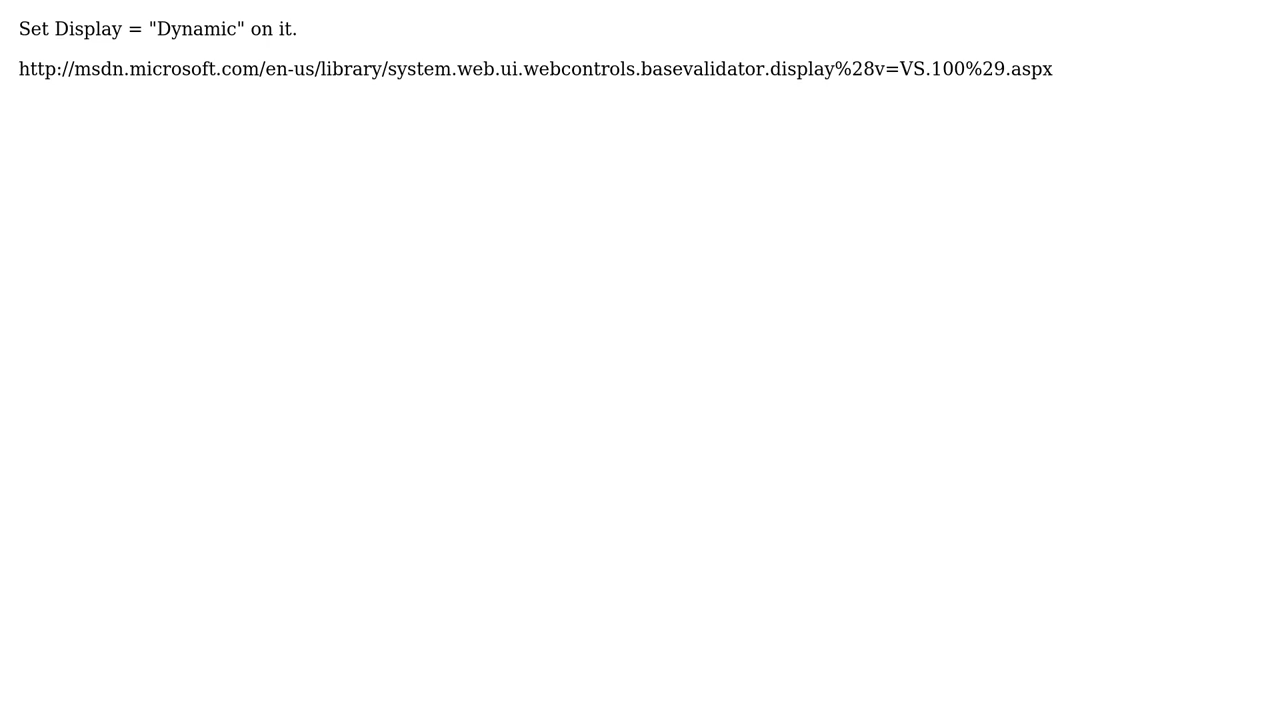 Set Display = "Dynamic" on it.
http://msdn.microsoft.com/en-us/library/system.web.ui.webcontrols.basevalidator.display%28v=VS.100%29.aspx